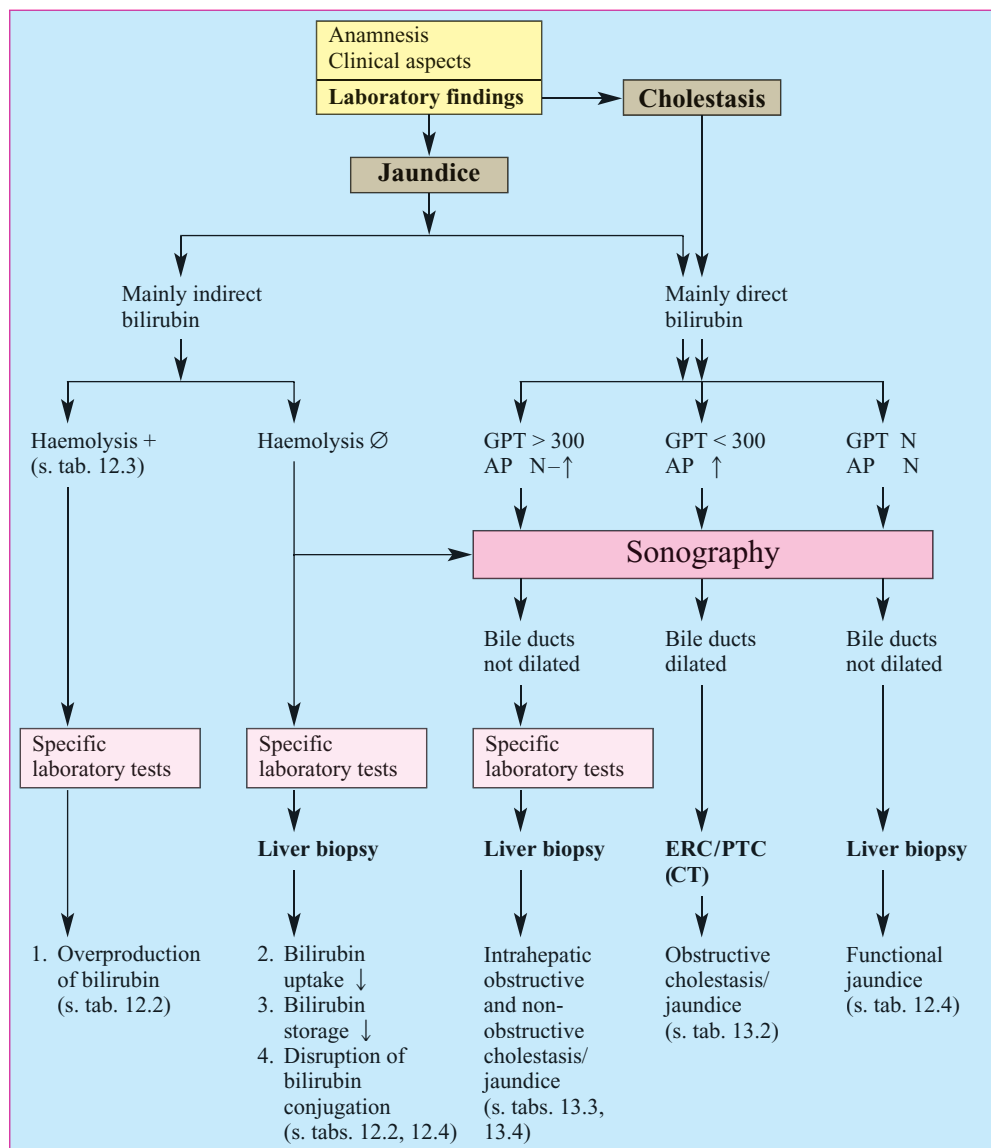 Anamnesis
Clinical aspects
Laboratory findings
Cholestasis
Jaundice
Mainly indirect
bilirubin
Mainly direct
bilirubin
Haemolysis +
(s. tab. 12.3)
Haemolysis ∅
GPT > 300
AP N–↑
GPT < 300
AP ↑
GPT N
AP N
Sonography
Bile ducts
not dilated
Bile ducts
dilated
Bile ducts
not dilated
Specific
laboratory tests
Specific
laboratory tests
Specific
laboratory tests
Liver biopsy
Liver biopsy
ERC/PTC
(CT)
Liver biopsy
1. Overproduction
of bilirubin
(s. tab. 12.2)
2. Bilirubin
uptake ↓
3. Bilirubin
storage ↓
4. Disruption of
bilirubin
conjugation
(s. tabs. 12.2, 12.4)
Intrahepatic
obstructive
and non-
obstructive
cholestasis/
jaundice
(s. tabs. 13.3,
13.4)
Obstructive
cholestasis/
jaundice
(s. tab. 13.2)
Functional
jaundice
(s. tab. 12.4)